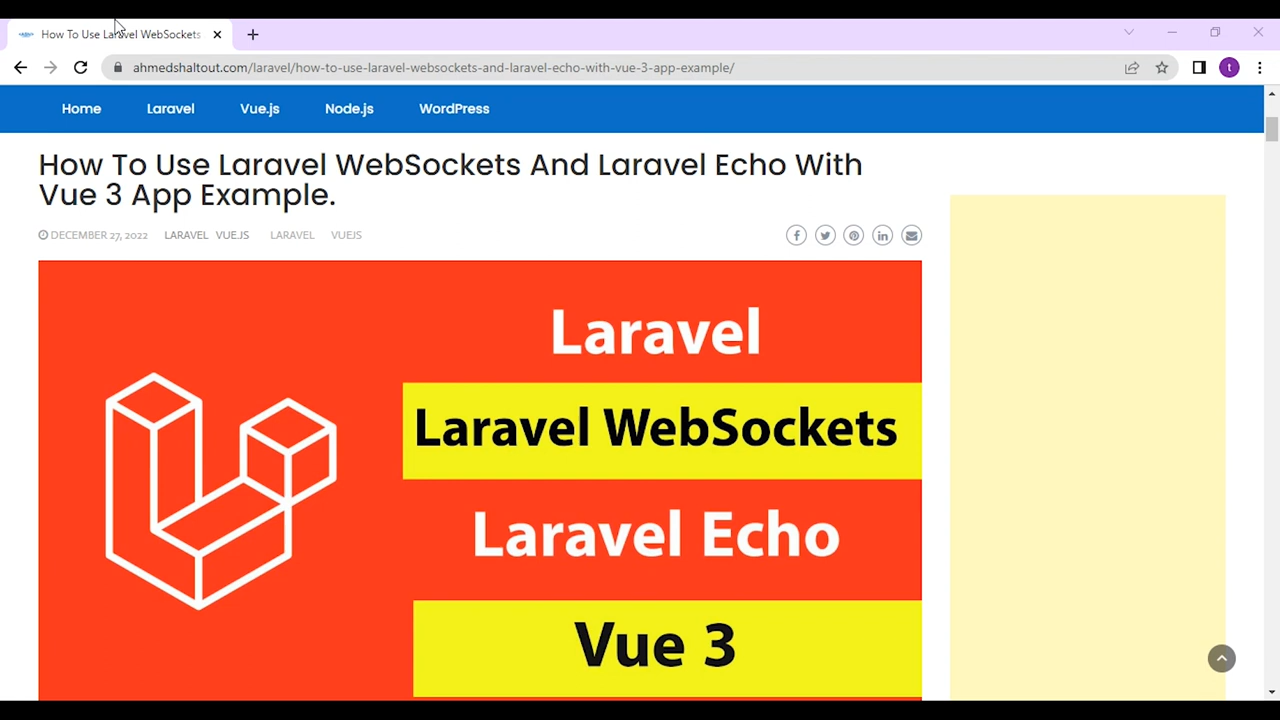 How To Use Laravel WebSockets
ahmedshaltout.com/laravel/how-to-use-laravel-websockets-and-laravel-echo-with-vue-3-app-example/
t
Home Laravel Vue.js Node.js WordPress
How To Use Laravel WebSockets And Laravel Echo With
Vue 3 App Example.
DECEMBER 27, 2022 LARAVEL VUE.JS LARAVEL VUEJS
Laravel
Laravel WebSockets
Laravel Echo
Vue 3